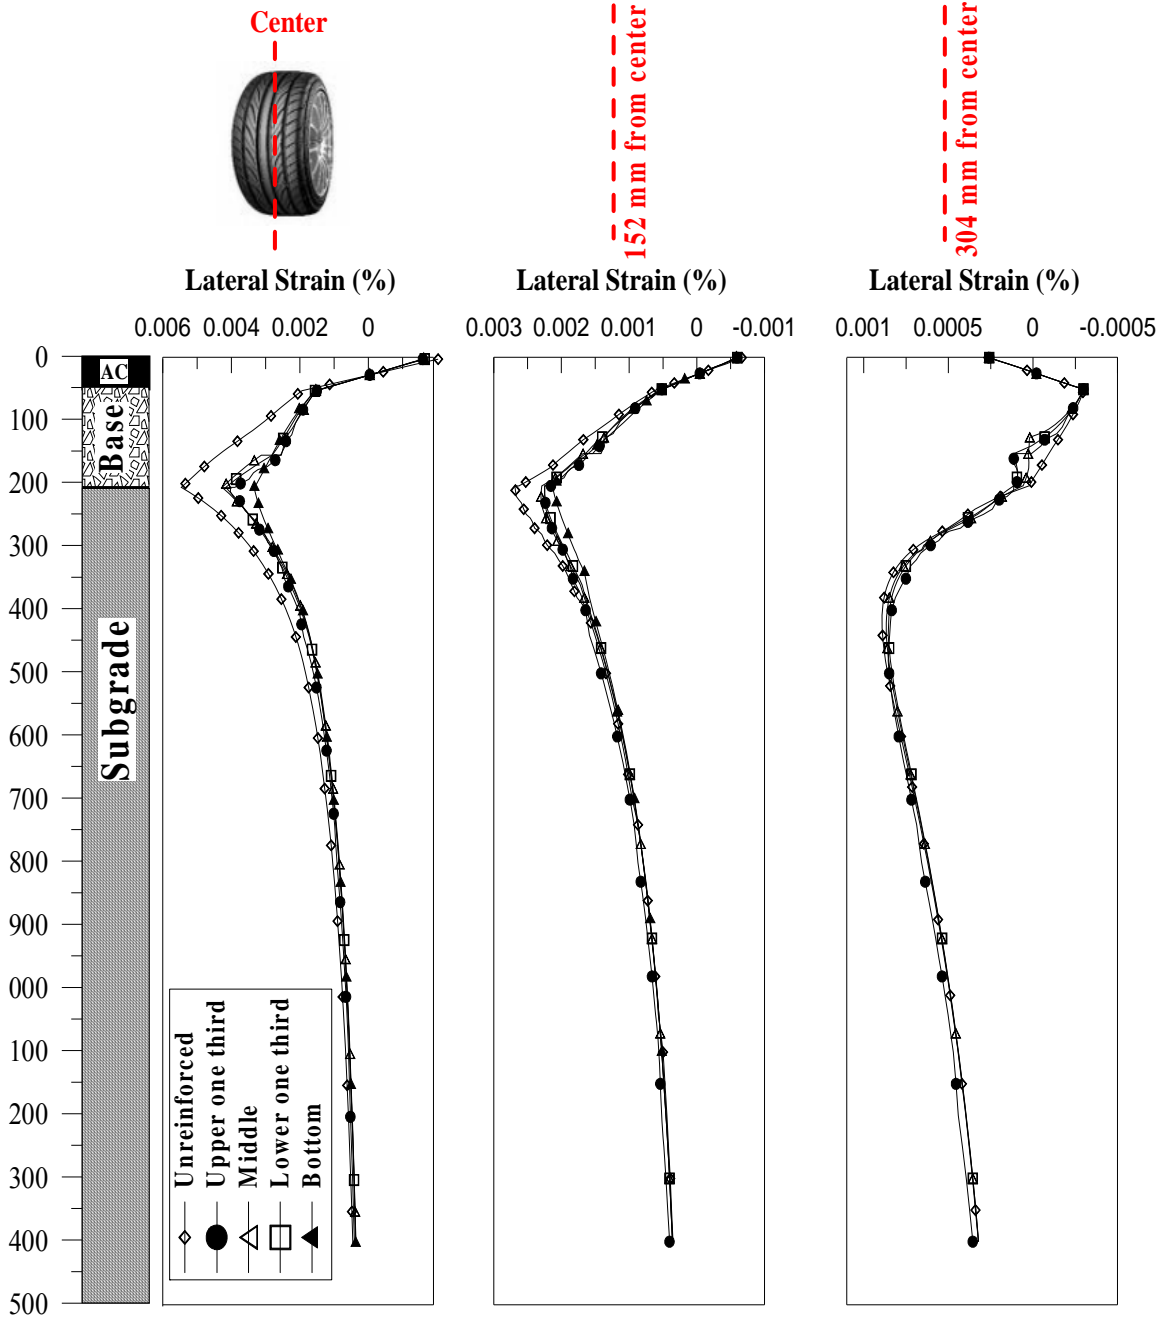 Center
152 mm from center
304 mm from center
Lateral Strain (%)
Lateral Strain (%)
Lateral Strain (%)
0.006 0.004 0.002 0
0.003 0.002 0.001 0 -0.001
0.001 0.0005 0 -0.0005
0
100
200
300
400
500
600
700
800
900
000
100
200
300
400
500
AC
Base
Subgrade
Unreinforced
Upper one third
Middle
Lower one third
Bottom